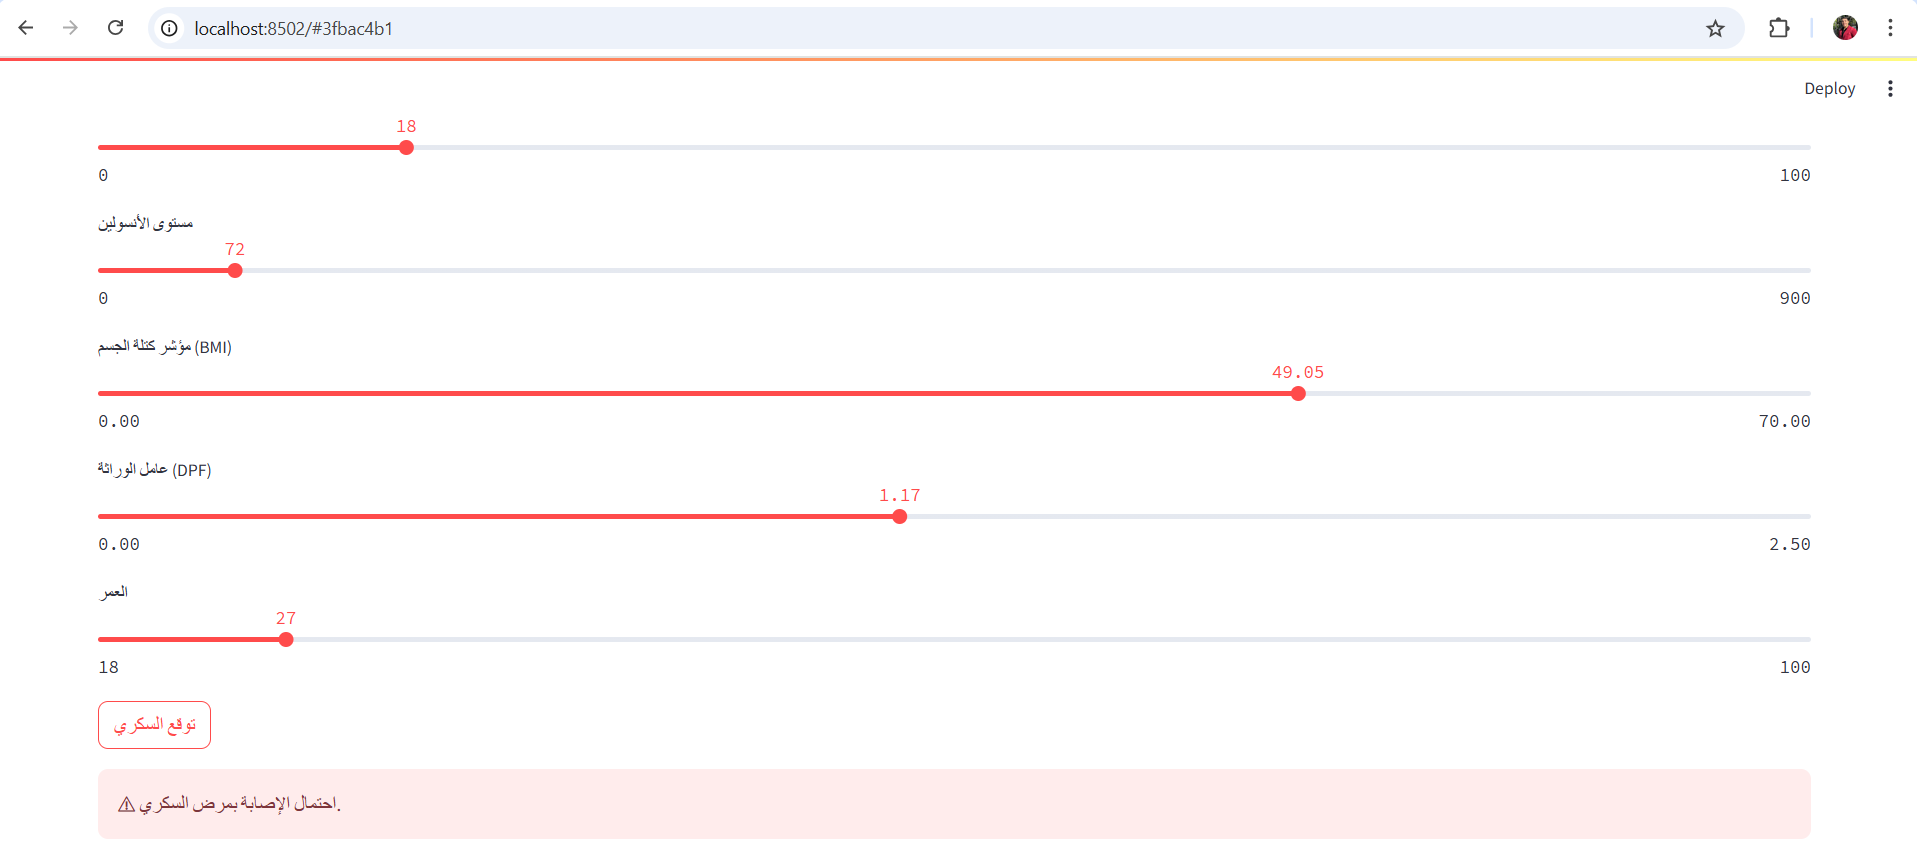 localhost:8502/#3fbac4b1
Deploy
18
0 100
مستوى الأنسولين
72
0 900
مؤشر كتلة الجسم (BMI)
49.05
0.00 70.00
عامل الوراثة (DPF)
1.17
0.00 2.50
العمر
27
18 100
توقع السكري
⚠️ احتمال الإصابة بمرض السكري.